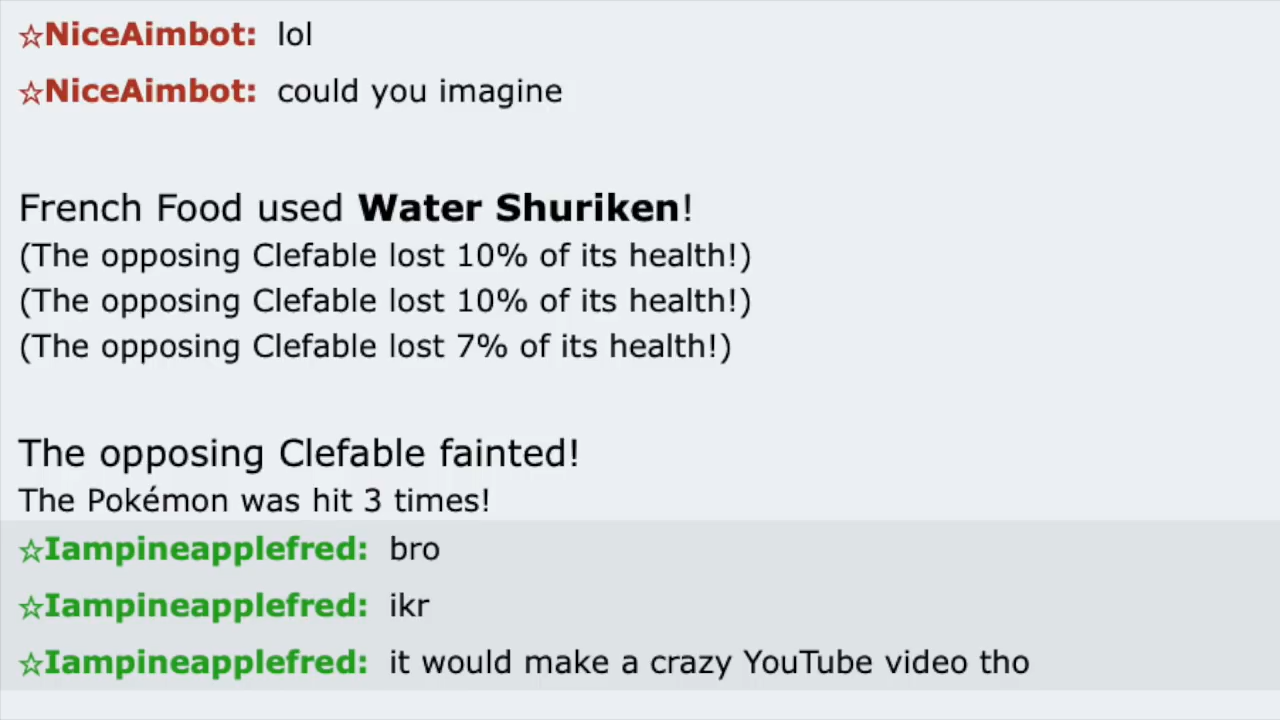 ☆NiceAimbot: lol
☆NiceAimbot: could you imagine
French Food used Water Shuriken!
(The opposing Clefable lost 10% of its health!)
(The opposing Clefable lost 10% of its health!)
(The opposing Clefable lost 7% of its health!)
The opposing Clefable fainted!
The Pokémon was hit 3 times!
☆Iampineapplefred: bro
☆Iampineapplefred: ikr
☆Iampineapplefred: it would make a crazy YouTube video tho